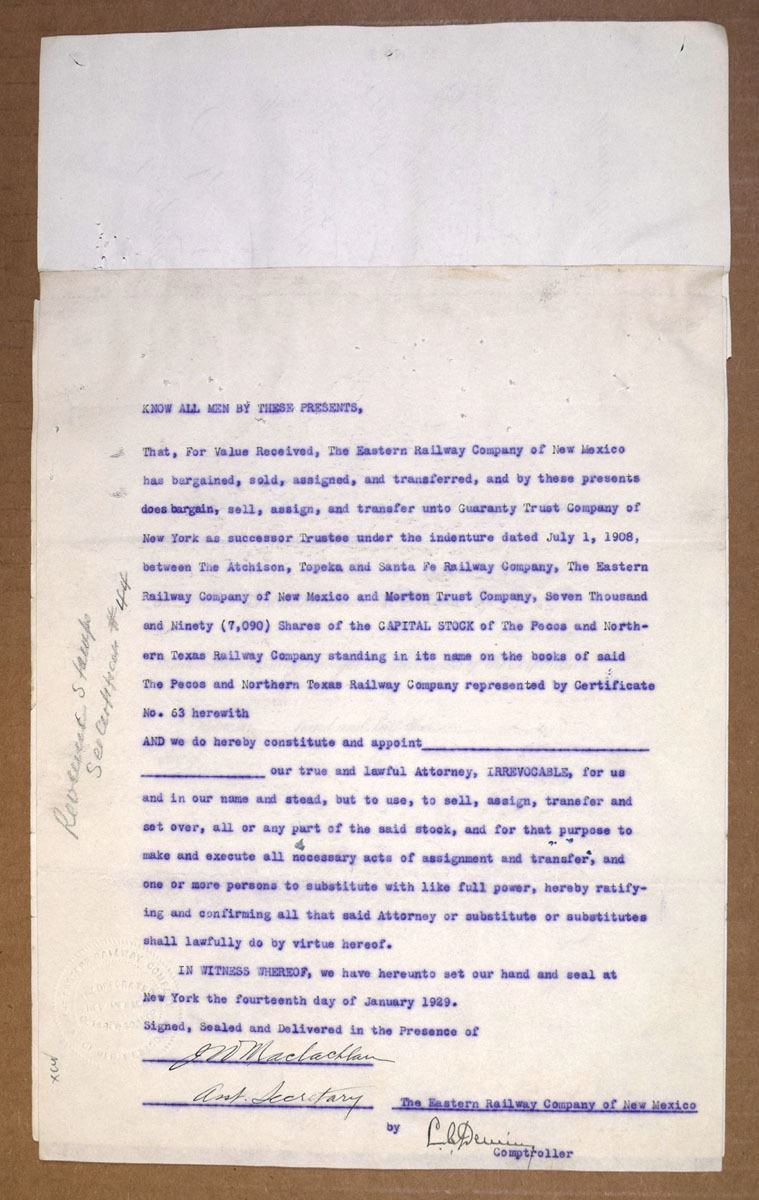 KNOW ALL MEN BY THESE PRESENTS,
That, For Value Received, The Eastern Railway Company of New Mexico
has bargained, sold, assigned, and transferred, and by these presents
does bargain, sell, assign, and transfer unto Guaranty Trust Company of
New York as successor Trustee under the indenture dated July 1, 1908,
between The Atchison, Topeka and Santa Fe Railway Company, The Eastern
Railway Company of New Mexico and Morton Trust Company, Seven Thousand
and Ninety (7,090) Shares of the CAPITAL STOCK of The Pecos and North-
ern Texas Railway Company standing in its name on the books of said
The Pecos and Northern Texas Railway Company represented by Certificate
No. 63 herewith
AND we do hereby constitute and appoint
our true and lawful Attorney, IRREVOCABLE, for us
and in our name and stead, but to use, to sell, assign, transfer and
set over, all or any part of the said stock, and for that purpose to
make and execute all necessary acts of assignment and transfer, and
one or more persons to substitute with like full power, hereby ratify-
ing and confirming all that said Attorney or substitute or substitutes
shall lawfully do by virtue hereof.
IN WITNESS WHEREOF, we have hereunto set our hand and seal at
New York the fourteenth day of January 1929.
Signed, Sealed and Delivered in the Presence of
J W Maclachlan
Asst. Secretary
The Eastern Railway Company of New Mexico
by L C Deming
Comptroller
Revenue Stamps
See Certificate # 44